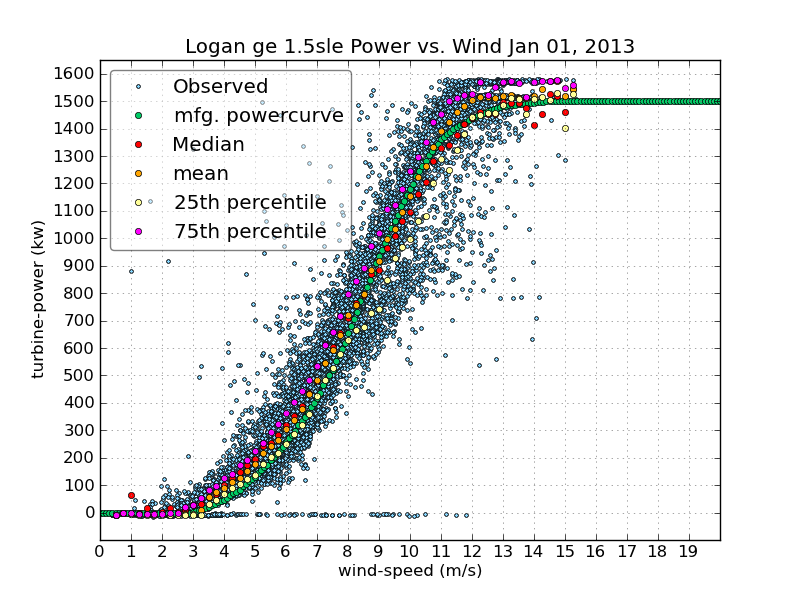 Logan ge 1.5sle Power vs. Wind Jan 01, 2013
1600
1500
1400
1300
1200
1100
1000
900
800
700
600
500
400
300
200
100
0
turbine-power (kw)
Observed
mfg. powercurve
Median
mean
25th percentile
75th percentile
0 1 2 3 4 5 6 7 8 9 10 11 12 13 14 15 16 17 18 19
wind-speed (m/s)